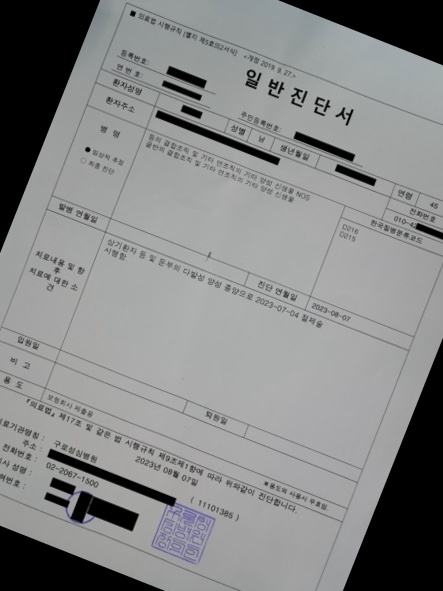 ■ 의료법 시행규칙 [별지 제5호의2서식] <개정 2019. 9. 27.>
등록번호:
연 번 호:
일 반 진 단 서
주민등록번호:
환자성명 성별 남 생년월일 연령 45
환자주소 전화번호 010-4
병 명
● 임상적 추정
○ 최종 진단
등의 결합조직 및 기타 연조직의 기타 양성 신생물 NOS
골반의 결합조직 및 기타 연조직의 기타 양성 신생물
한국질병분류코드
D216
D215
발병 연월일 진단 연월일 2023-08-07
치료내용 및 향후 치료에 대한 소견
상기환자 등 및 둔부의 다발성 양성 종양으로 2023-07-04 절제술
시행함.
입원일 퇴원일
비 고
용 도 보험회사 제출용
※용도외 사용시 무효임.
『의료법』 제17조 및 같은 법 시행규칙 제9조제1항에 따라 위와같이 진단합니다.
2023년 08월 07일
의료기관명칭 : 구로성심병원 ( 11101385 )
주소 :
전화번호 : 02-2067-1500
성명 :
번호 :